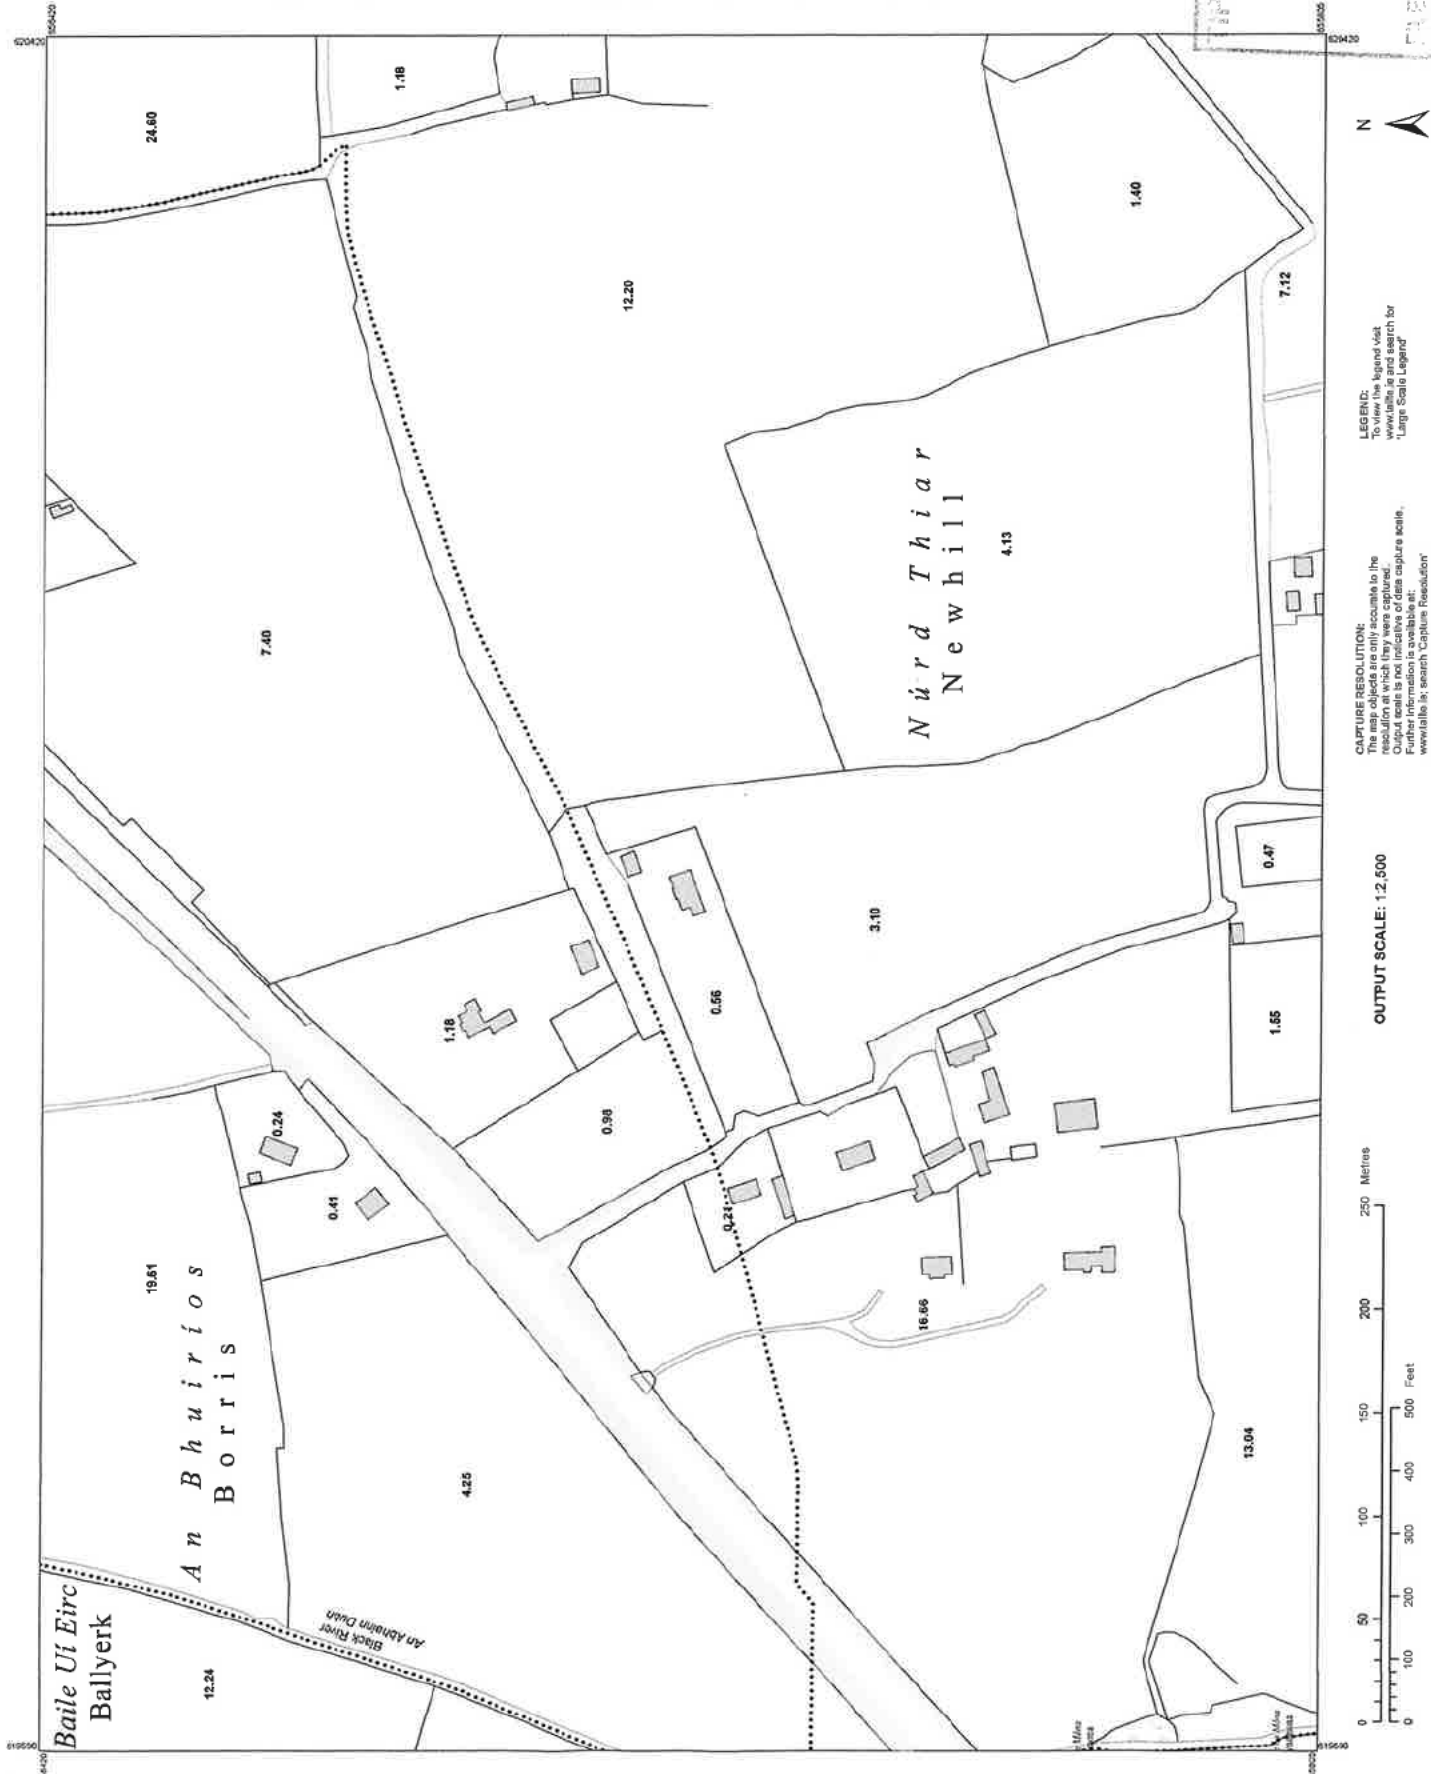 620420
656420
24.60
1.18
1.40
7.12
12.20
7.40
Núrd Thiar
Newhill
4.13
3.10
0.47
0.56
1.55
1.18
0.98
0.24
0.41
0.21
19.61
An Bhuiríos
Borris
16.66
4.25
13.04
Baile Uí Eirc
Ballyerk
12.24
Black River
An Abhainn Dubh
Móna
Móna
619590
619590
620420
N
LEGEND:
To view the legend visit
www.tailte.ie and search for
'Large Scale Legend'
CAPTURE RESOLUTION:
The map objects are only accurate to the
resolution at which they were captured.
Output scale is not indicative of data capture scale.
Further information is available at:
www.tailte.ie; search 'Capture Resolution'
OUTPUT SCALE: 1:2,500
0 50 100 150 200 250 Metres
0 100 200 300 400 500 Feet